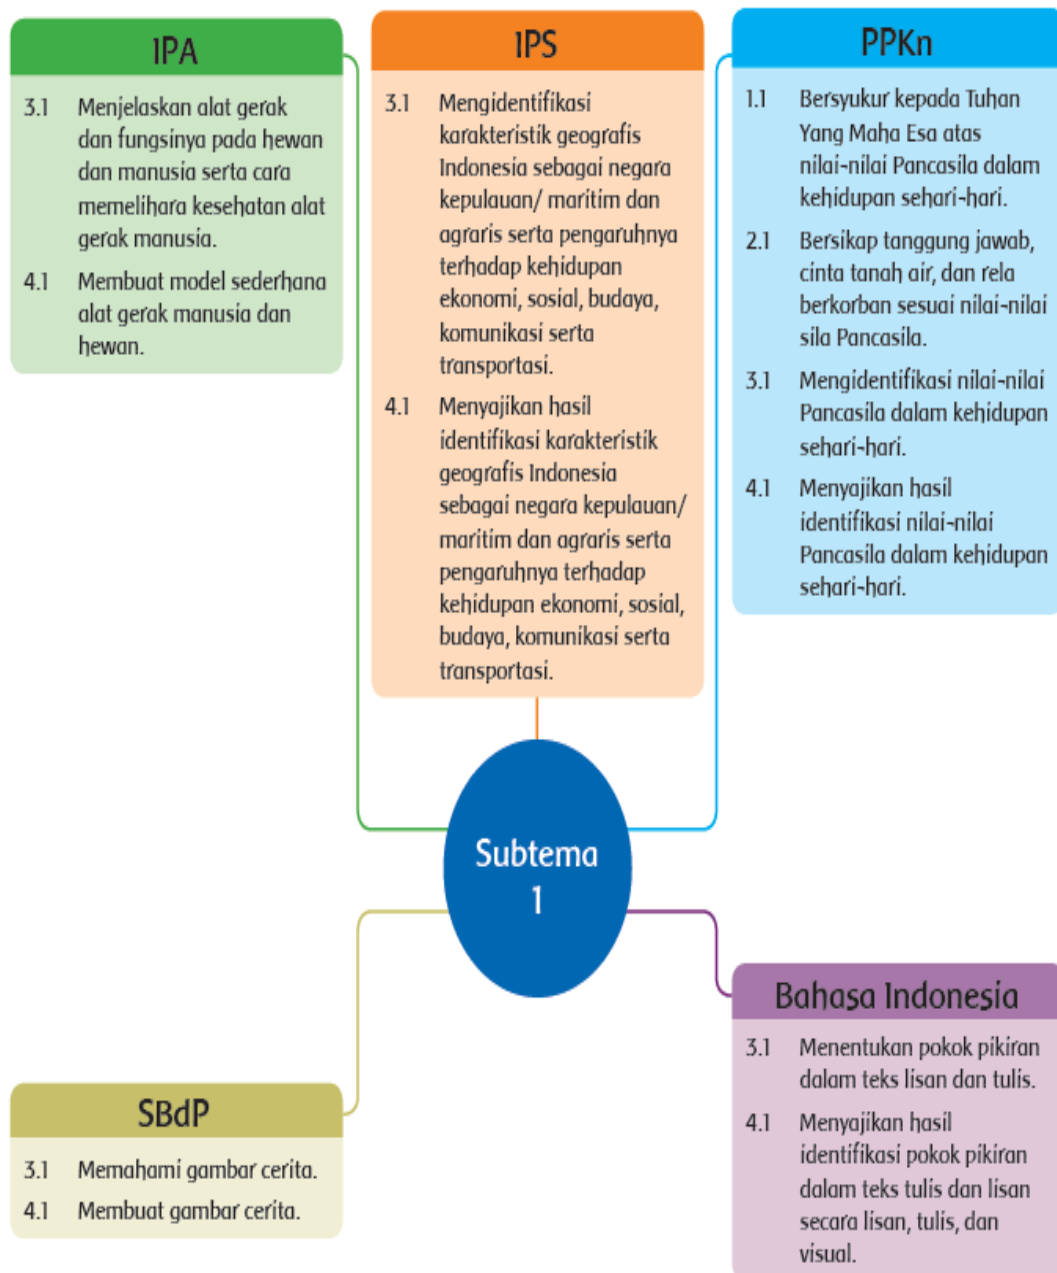 IPA
3.1 Menjelaskan alat gerak
dan fungsinya pada hewan
dan manusia serta cara
memelihara kesehatan alat
gerak manusia.
4.1 Membuat model sederhana
alat gerak manusia dan
hewan.
IPS
3.1 Mengidentifikasi
karakteristik geografis
Indonesia sebagai negara
kepulauan/ maritim dan
agraris serta pengaruhnya
terhadap kehidupan
ekonomi, sosial, budaya,
komunikasi serta
transportasi.
4.1 Menyajikan hasil
identifikasi karakteristik
geografis Indonesia
sebagai negara kepulauan/
maritim dan agraris serta
pengaruhnya terhadap
kehidupan ekonomi, sosial,
budaya, komunikasi serta
transportasi.
PPKn
1.1 Bersyukur kepada Tuhan
Yang Maha Esa atas
nilai-nilai Pancasila dalam
kehidupan sehari-hari.
2.1 Bersikap tanggung jawab,
cinta tanah air, dan rela
berkorban sesuai nilai-nilai
sila Pancasila.
3.1 Mengidentifikasi nilai-nilai
Pancasila dalam kehidupan
sehari-hari.
4.1 Menyajikan hasil
identifikasi nilai-nilai
Pancasila dalam kehidupan
sehari-hari.
Subtema
1
SBdP
3.1 Memahami gambar cerita.
4.1 Membuat gambar cerita.
Bahasa Indonesia
3.1 Menentukan pokok pikiran
dalam teks lisan dan tulis.
4.1 Menyajikan hasil
identifikasi pokok pikiran
dalam teks tulis dan lisan
secara lisan, tulis, dan
visual.